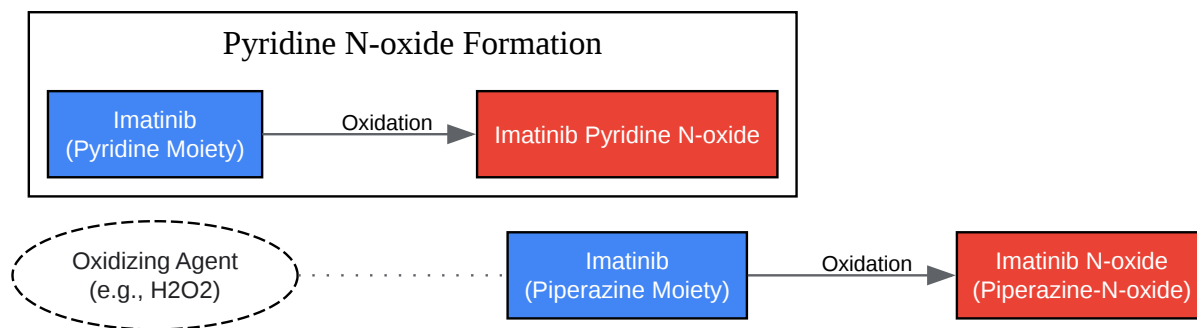 Pyridine N-oxide Formation
Imatinib
(Pyridine Moiety)
Oxidation
Imatinib Pyridine N-oxide
Oxidizing Agent
(e.g., H2O2)
Imatinib
(Piperazine Moiety)
Oxidation
Imatinib N-oxide
(Piperazine-N-oxide)